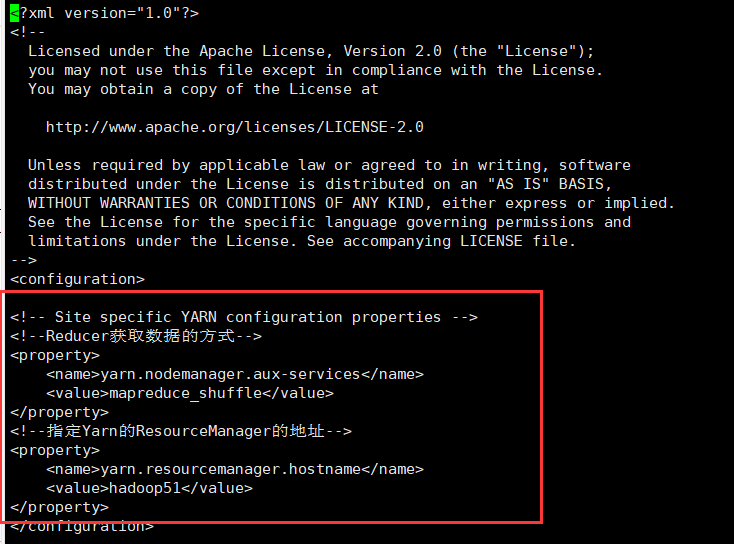 <?xml version="1.0"?>
<!--
  Licensed under the Apache License, Version 2.0 (the "License");
  you may not use this file except in compliance with the License.
  You may obtain a copy of the License at

    http://www.apache.org/licenses/LICENSE-2.0

  Unless required by applicable law or agreed to in writing, software
  distributed under the License is distributed on an "AS IS" BASIS,
  WITHOUT WARRANTIES OR CONDITIONS OF ANY KIND, either express or implied.
  See the License for the specific language governing permissions and
  limitations under the License. See accompanying LICENSE file.
-->
<configuration>

<!-- Site specific YARN configuration properties -->
<!--Reducer获取数据的方式-->
<property>
    <name>yarn.nodemanager.aux-services</name>
    <value>mapreduce_shuffle</value>
</property>
<!--指定Yarn的ResourceManager的地址-->
<property>
    <name>yarn.resourcemanager.hostname</name>
    <value>hadoop51</value>
</property>
</configuration>